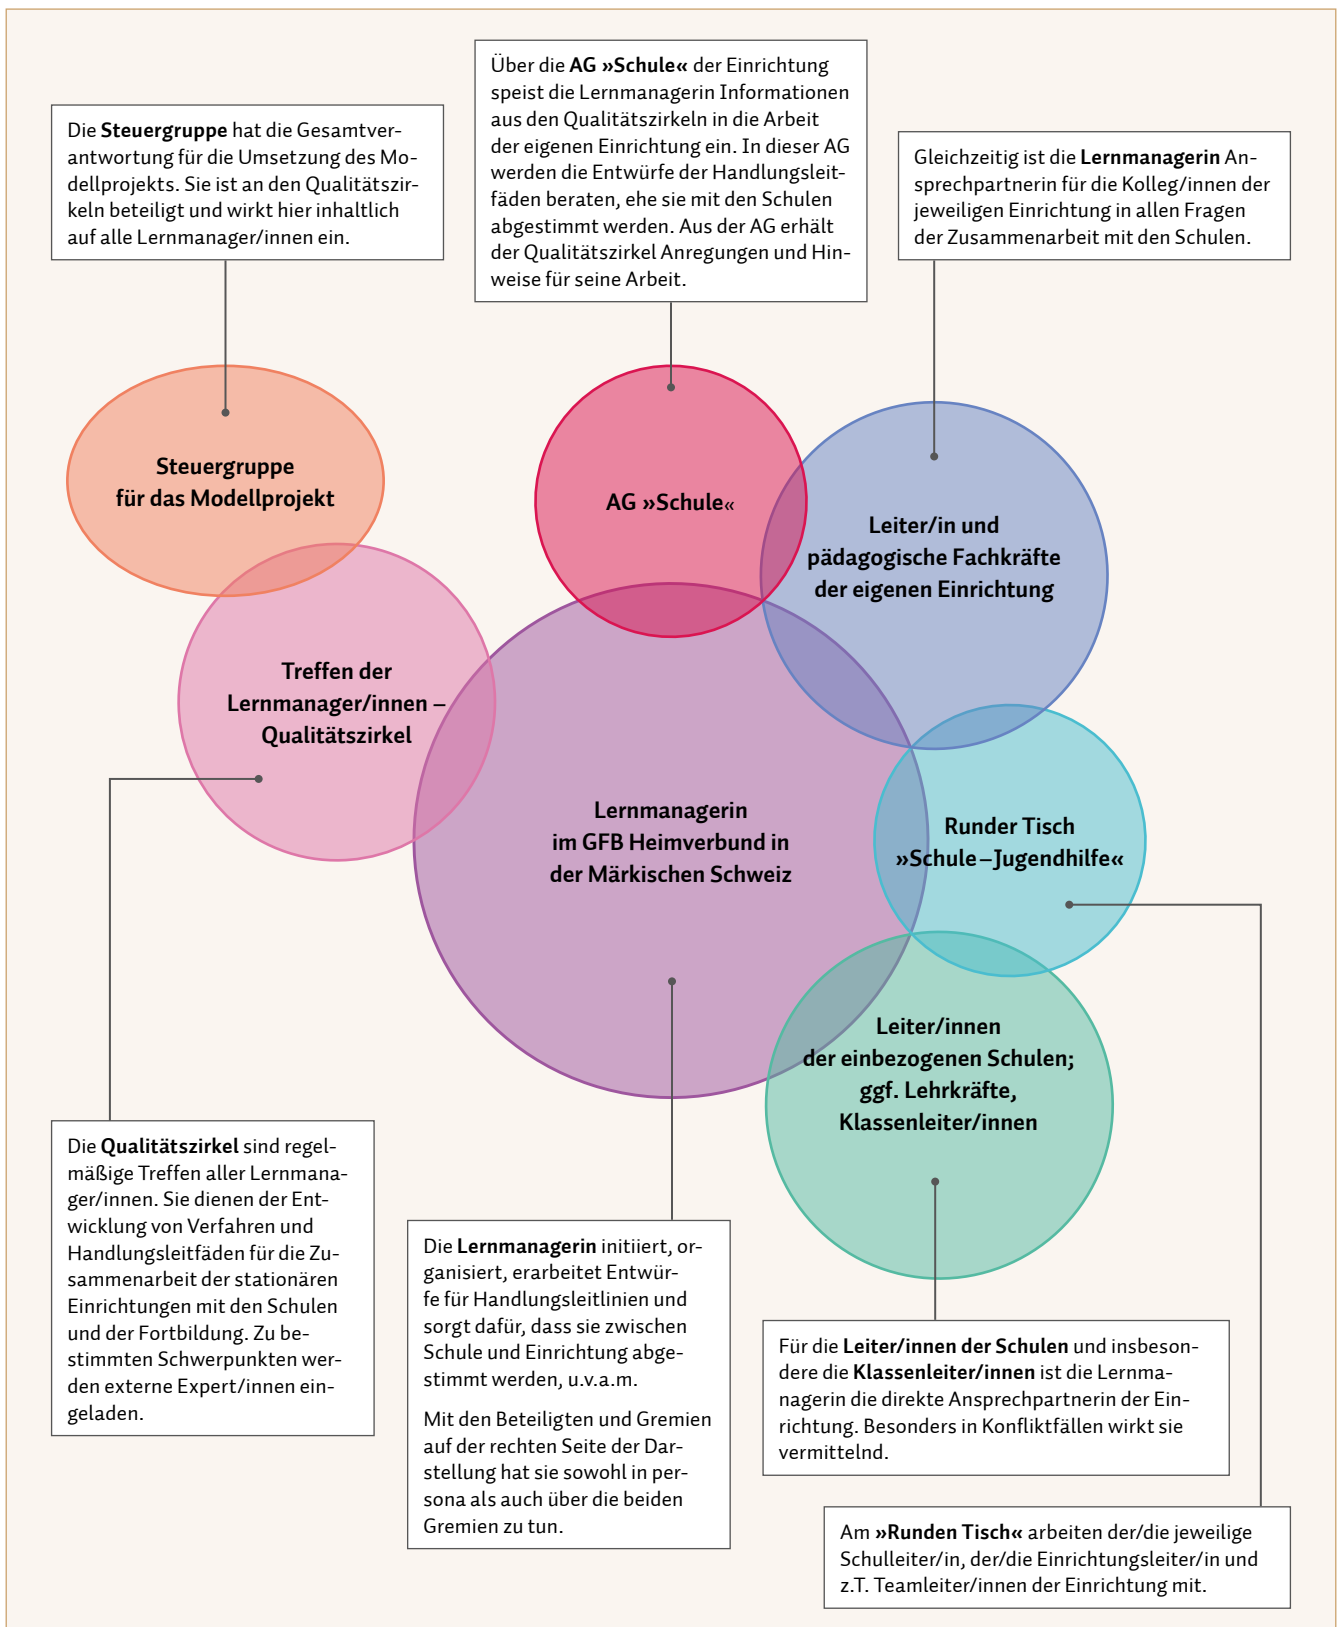 Die Steuergruppe hat die Gesamtver-
antwortung für die Umsetzung des Mo-
dellprojekts. Sie ist an den Qualitätszir-
keln beteiligt und wirkt hier inhaltlich
auf alle Lernmanager/innen ein.
Über die AG »Schule« der Einrichtung
speist die Lernmanagerin Informationen
aus den Qualitätszirkeln in die Arbeit
der eigenen Einrichtung ein. In dieser AG
werden die Entwürfe der Handlungsleit-
fäden beraten, ehe sie mit den Schulen
abgestimmt werden. Aus der AG erhält
der Qualitätszirkel Anregungen und Hin-
weise für seine Arbeit.
Gleichzeitig ist die Lernmanagerin An-
sprechpartnerin für die Kolleg/innen der
jeweiligen Einrichtung in allen Fragen
der Zusammenarbeit mit den Schulen.
Steuergruppe
für das Modellprojekt
AG »Schule«
Leiter/in und
pädagogische Fachkräfte
der eigenen Einrichtung
Treffen der
Lernmanager/innen –
Qualitätszirkel
Lernmanagerin
im GFB Heimverbund in
der Märkischen Schweiz
Runder Tisch
»Schule – Jugendhilfe«
Leiter/innen
der einbezogenen Schulen;
ggf. Lehrkräfte,
Klassenleiter/innen
Die Qualitätszirkel sind regel-
mäßige Treffen aller Lernmana-
ger/innen. Sie dienen der Ent-
wicklung von Verfahren und
Handlungsleitfäden für die Zu-
sammenarbeit der stationären
Einrichtungen mit den Schulen
und der Fortbildung. Zu be-
stimmten Schwerpunkten wer-
den externe Expert/innen ein-
geladen.
Die Lernmanagerin initiiert, or-
ganisiert, erarbeitet Entwür-
fe für Handlungsleitlinien und
sorgt dafür, dass sie zwischen
Schule und Einrichtung abge-
stimmt werden, u.v.a.m.
Mit den Beteiligten und Gremien
auf der rechten Seite der Dar-
stellung hat sie sowohl in per-
sona als auch über die beiden
Gremien zu tun.
Für die Leiter/innen der Schulen und insbeson-
dere die Klassenleiter/innen ist die Lernma-
nagerin die direkte Ansprechpartnerin der Ein-
richtung. Besonders in Konfliktfällen wirkt sie
vermittelnd.
Am »Runden Tisch« arbeiten der/die jeweilige
Schulleiter/in, der/die Einrichtungsleiter/in und
z.T. Teamleiter/innen der Einrichtung mit.